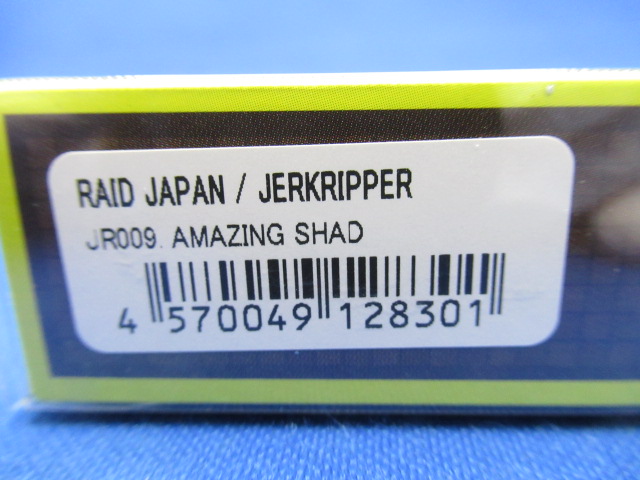 RAID JAPAN / JERKRIPPER
JR009. AMAZING SHAD
4 570049 128301